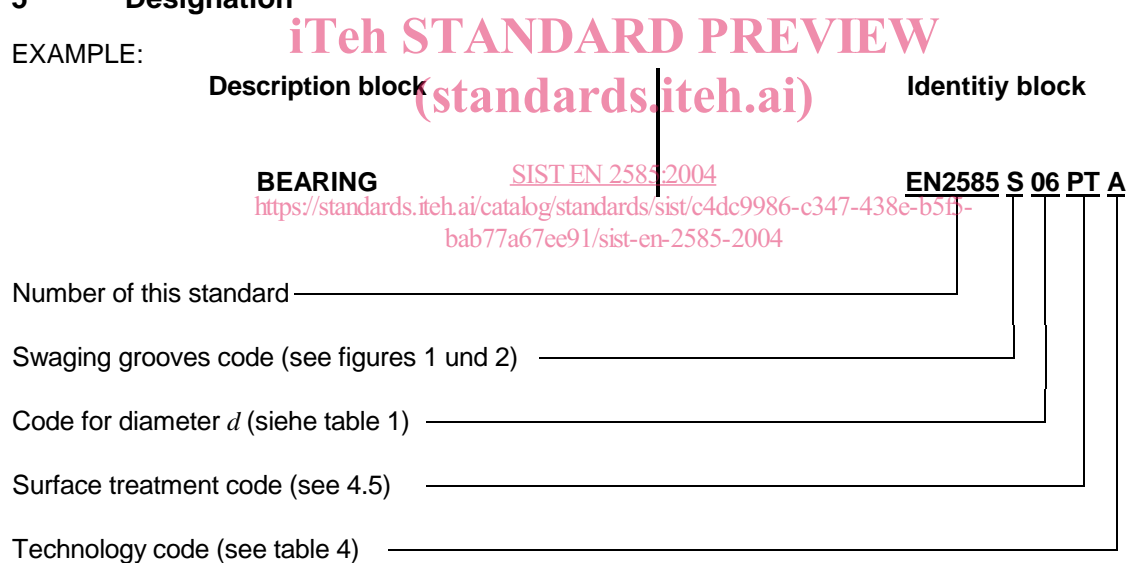 5 Designation
iTeh STANDARD PREVIEW
EXAMPLE:
Description block
(standards.iteh.ai)
Identitiy block
BEARING
SIST EN 2585:2004
EN2585 S 06 PT A
https://standards.iteh.ai/catalog/standards/sist/c4dc9986-c347-438e-b5f5-
bab77a67ee91/sist-en-2585-2004
Number of this standard
Swaging grooves code (see figures 1 und 2)
Code for diameter d (siehe table 1)
Surface treatment code (see 4.5)
Technology code (see table 4)